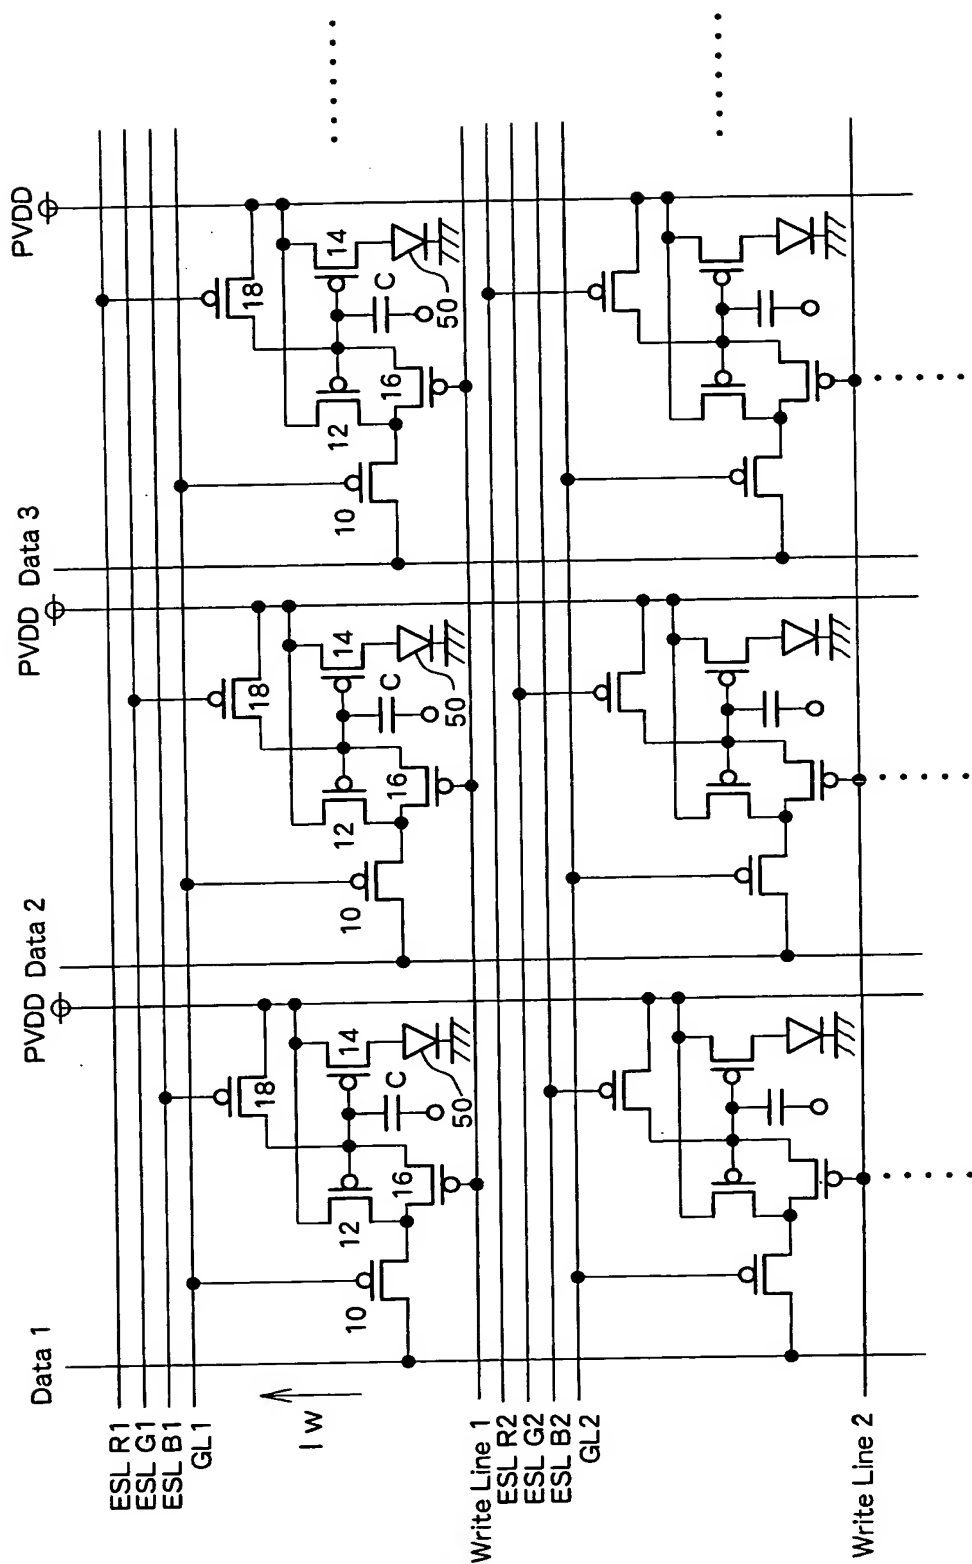 Data 1
PVDD
Data 2
PVDD
Data 3
PVDD
ESL R1
ESL G1
ESL B1
GL1
I W
18
18
18
14
14
14
12
12
12
C
C
C
16
16
16
10
10
10
50
50
50
Write Line 1
ESL R2
ESL G2
ESL B2
GL2
Write Line 2